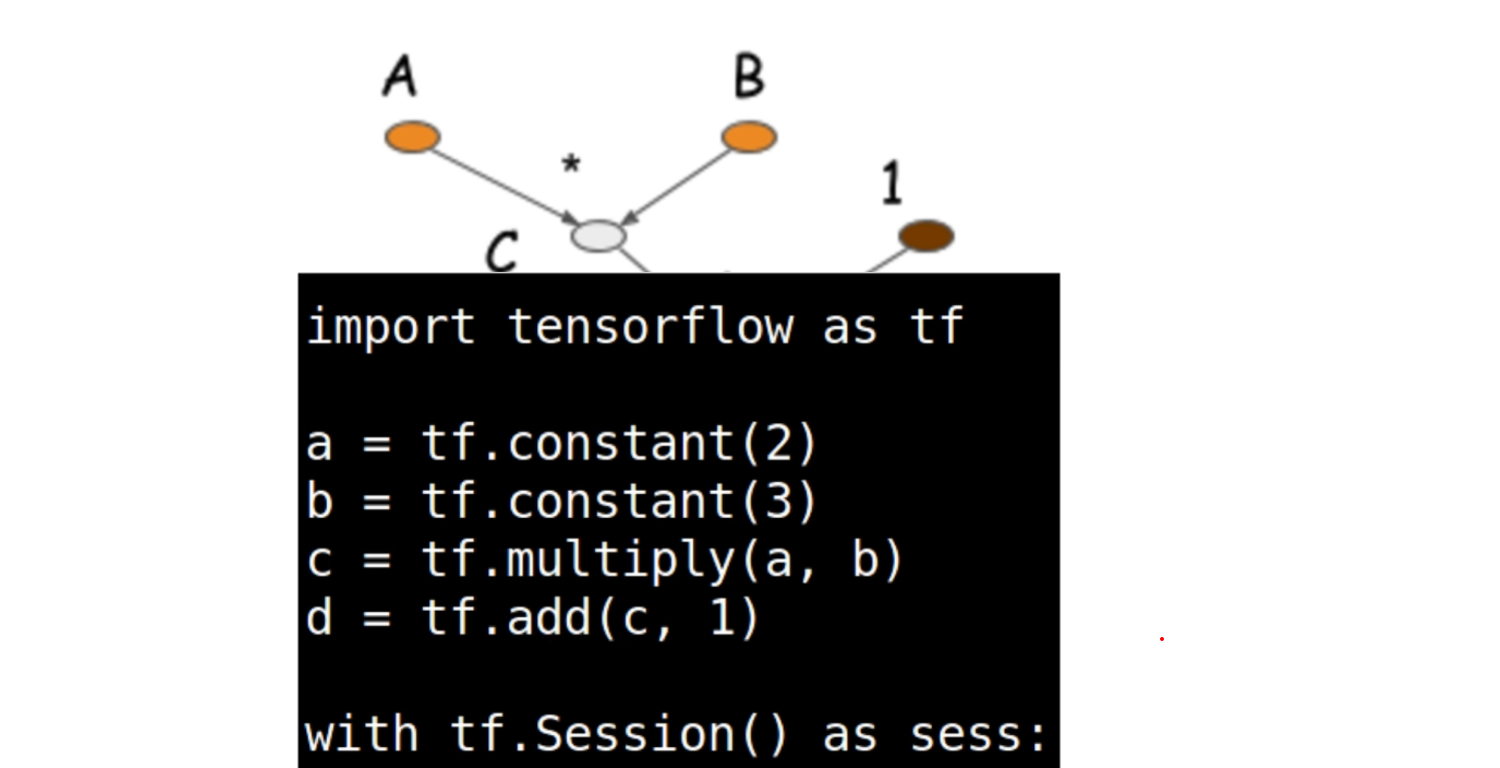 A B
*
1
C
import tensorflow as tf
a = tf.constant(2)
b = tf.constant(3)
c = tf.multiply(a, b)
d = tf.add(c, 1)
with tf.Session() as sess: